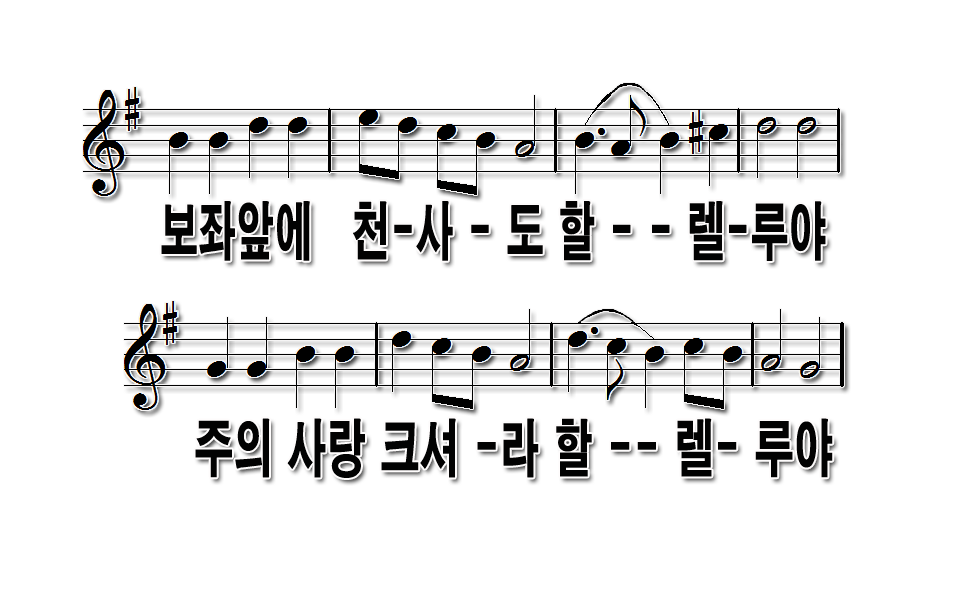 보좌앞에 천-사 - 도 할 - - 렐-루야
주의 사랑 크셔 -라 할 -- 렐- 루야